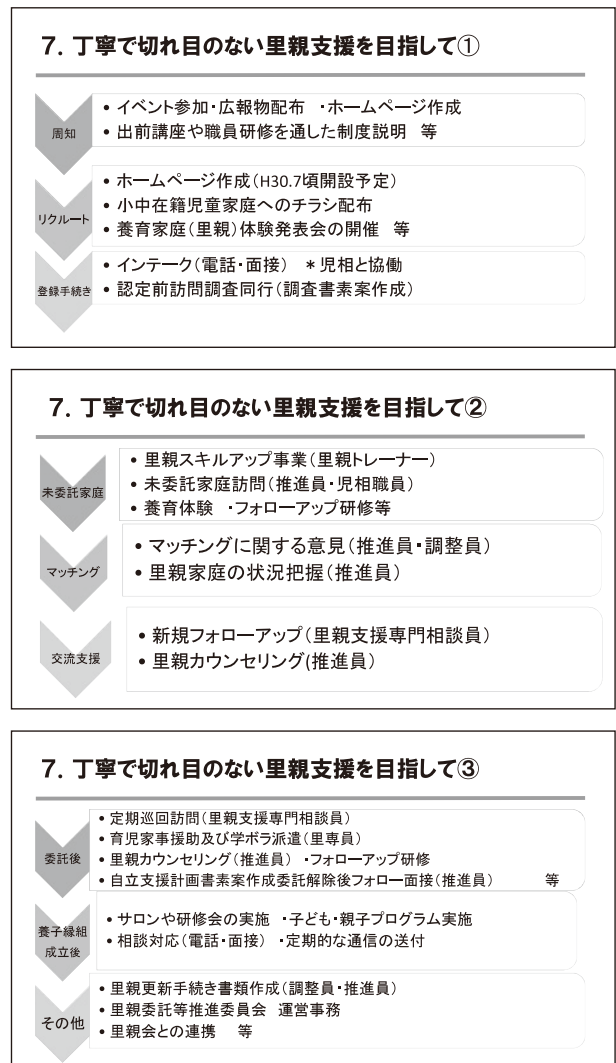 7. 丁寧で切れ目のない里親支援を目指して①
周知
• イベント参加・広報物配布 ・ホームページ作成
• 出前講座や職員研修を通した制度説明 等
リクルート
• ホームページ作成(H30.7頃開設予定)
• 小中在籍児童家庭へのチラシ配布
• 養育家庭(里親)体験発表会の開催 等
登録手続き
• インテーク(電話・面接) *児相と協働
• 認定前訪問調査同行(調査書素案作成)
7. 丁寧で切れ目のない里親支援を目指して②
未委託家庭
• 里親スキルアップ事業(里親トレーナー)
• 未委託家庭訪問(推進員・児相職員)
• 養育体験 ・フォローアップ研修等
マッチング
• マッチングに関する意見(推進員・調整員)
• 里親家庭の状況把握(推進員)
交流支援
• 新規フォローアップ(里親支援専門相談員)
• 里親カウンセリング(推進員)
7. 丁寧で切れ目のない里親支援を目指して③
委託後
• 定期巡回訪問(里親支援専門相談員)
• 育児家事援助及び学ボラ派遣(里専員)
• 里親カウンセリング(推進員) ・フォローアップ研修
• 自立支援計画書素案作成委託解除後フォロー面接(推進員) 等
養子縁組
成立後
• サロンや研修会の実施 ・子ども・親子プログラム実施
• 相談対応(電話・面接) ・定期的な通信の送付
その他
• 里親更新手続き書類作成(調整員・推進員)
• 里親委託等推進委員会 運営事務
• 里親会との連携 等